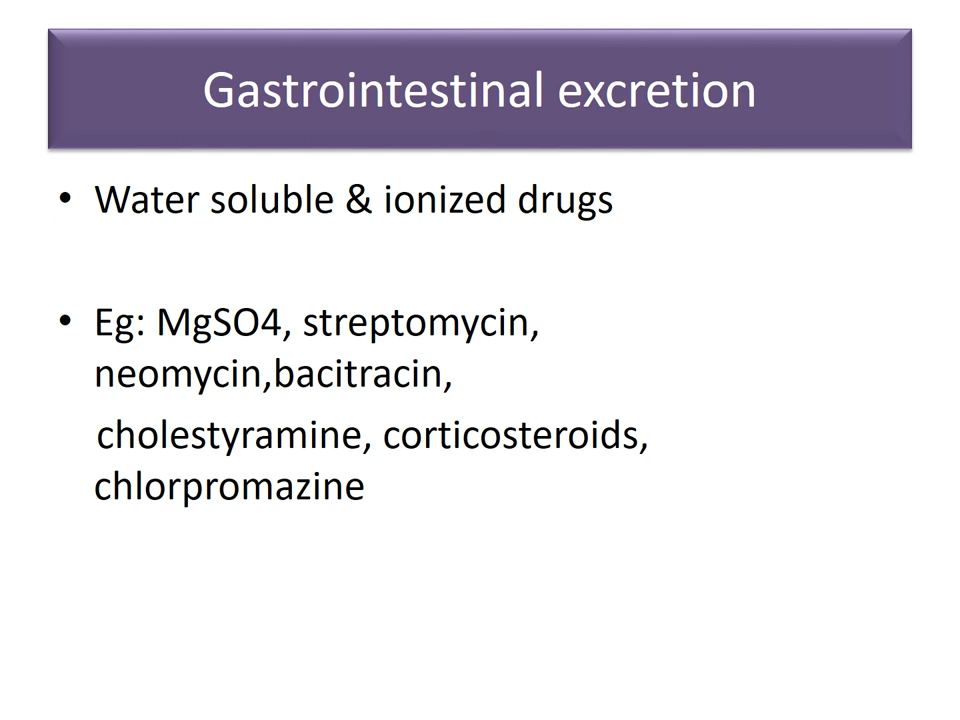 Gastrointestinal excretion
• Water soluble & ionized drugs
• Eg: MgSO4, streptomycin,
neomycin,bacitracin,
cholestyramine, corticosteroids,
chlorpromazine